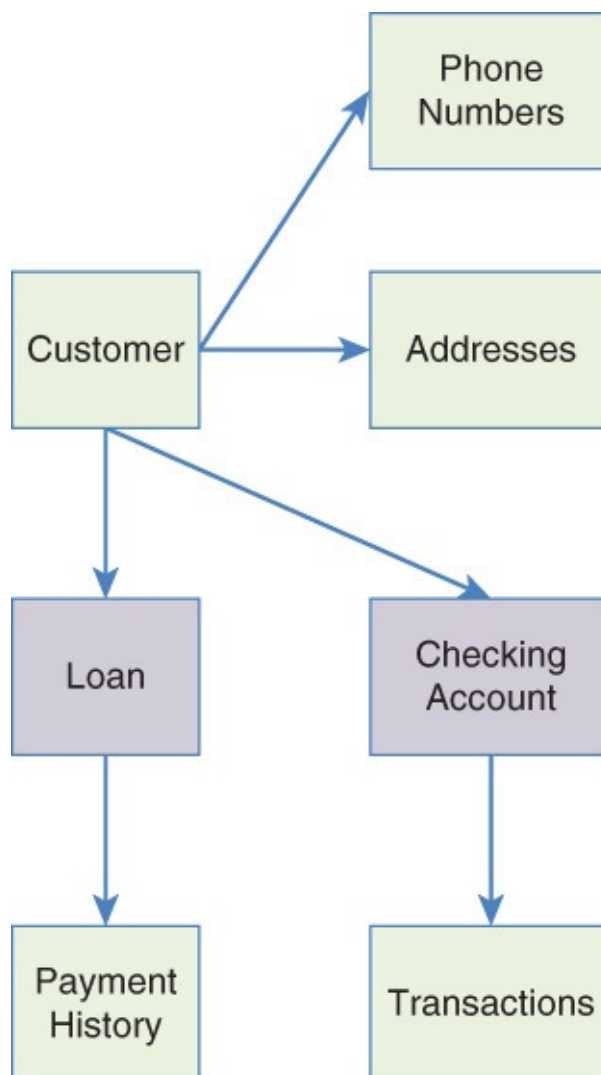 Phone
Numbers
Customer
Addresses
Loan
Checking
Account
Payment
History
Transactions